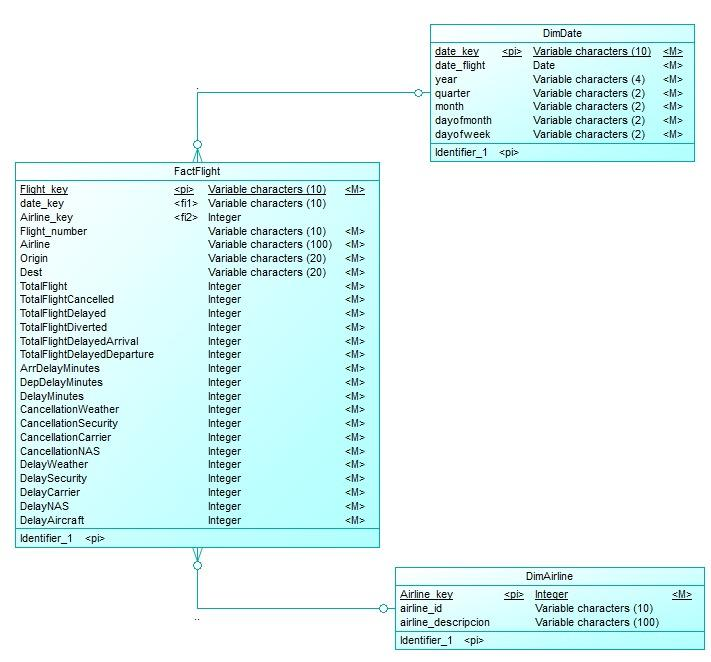 DimDate
date_key <pi> Variable characters (10) <M>
date_flight Date <M>
year Variable characters (4) <M>
quarter Variable characters (2) <M>
month Variable characters (2) <M>
dayofmonth Variable characters (2) <M>
dayofweek Variable characters (2) <M>
Identifier_1 <pi>
FactFlight
Flight_key <pi> Variable characters (10) <M>
date_key <fi1> Variable characters (10)
Airline_key <fi2> Integer
Flight_number Variable characters (10) <M>
Airline Variable characters (100) <M>
Origin Variable characters (20) <M>
Dest Variable characters (20) <M>
TotalFlight Integer <M>
TotalFlightCancelled Integer <M>
TotalFlightDelayed Integer <M>
TotalFlightDiverted Integer <M>
TotalFlightDelayedArrival Integer <M>
TotalFlightDelayedDeparture Integer <M>
ArrDelayMinutes Integer <M>
DepDelayMinutes Integer <M>
DelayMinutes Integer <M>
CancellationWeather Integer <M>
CancellationSecurity Integer <M>
CancellationCarrier Integer <M>
CancellationNAS Integer <M>
DelayWeather Integer <M>
DelaySecurity Integer <M>
DelayCarrier Integer <M>
DelayNAS Integer <M>
DelayAircraft Integer <M>
Identifier_1 <pi>
DimAirline
Airline_key <pi> Integer <M>
airline_id Variable characters (10)
airline_descripcion Variable characters (100)
Identifier_1 <pi>